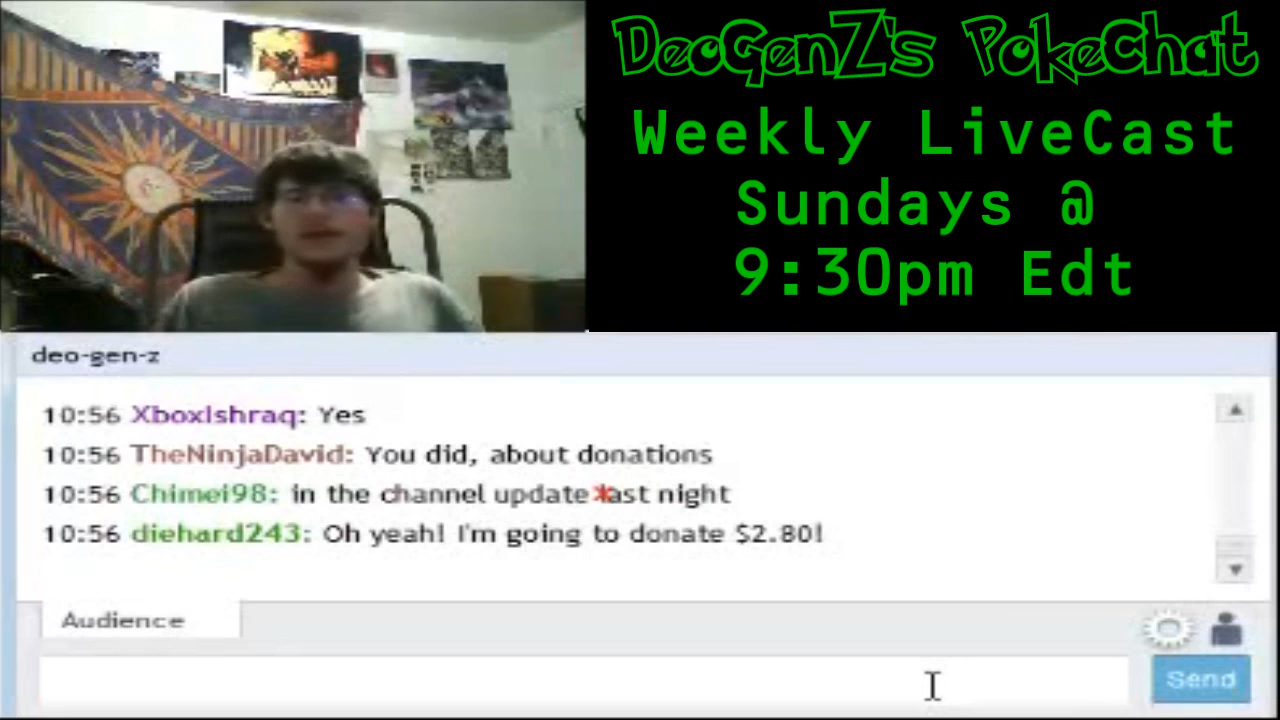 DeoGenZ's PokeChat
Weekly LiveCast
Sundays @
9:30pm Edt
deo-gen-z
10:56 XboxIshraq: Yes
10:56 TheNinjaDavid: You did, about donations
10:56 Chimei98: in the channel update last night
10:56 diehard243: Oh yeah! I'm going to donate $2.80!
Audience
Send